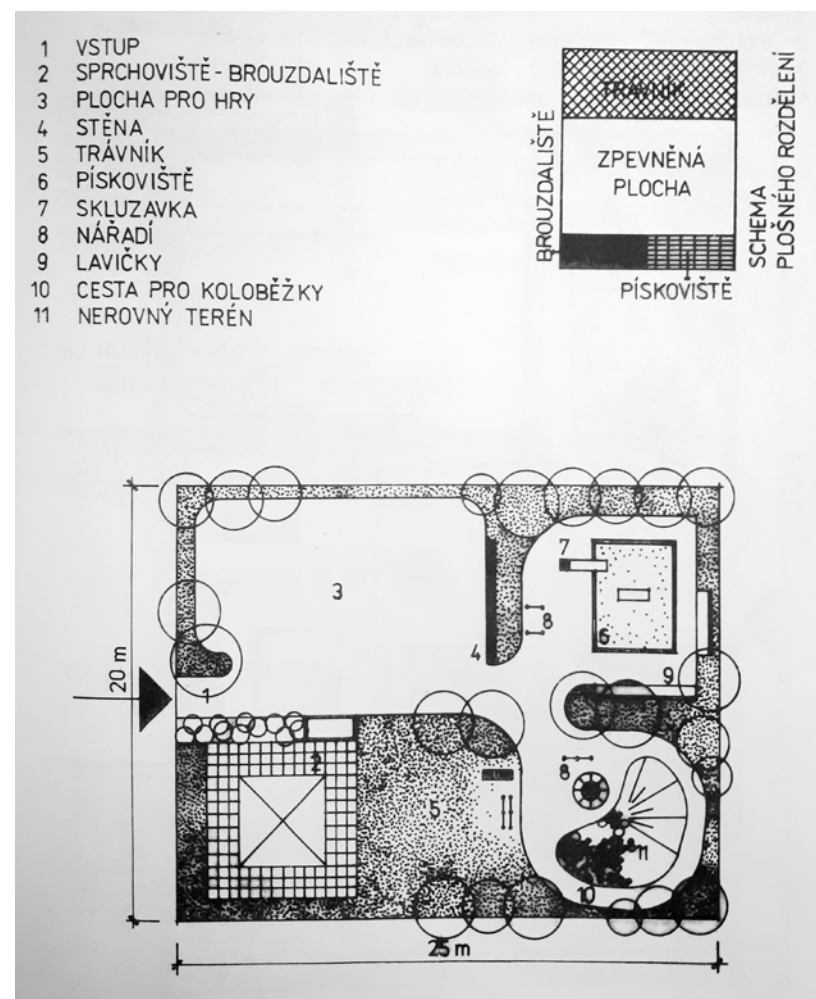 1 VSTUP
2 SPRCHOVIŠTĚ-BROUZDALIŠTĚ
3 PLOCHA PRO HRY
4 STĚNA
5 TRÁVNÍK
6 PÍSKOVIŠTĚ
7 SKLUZAVKA
8 NÁŘADÍ
9 LAVIČKY
10 CESTA PRO KOLOBĚŽKY
11 NEROVNÝ TERÉN
TRÁVNÍK
ZPEVNĚNÁ
PLOCHA
BROUZDALIŠTĚ
PÍSKOVIŠTĚ
SCHEMA
PLOŠNÉHO ROZDĚLENÍ
7
3
8
6
4
20 m
9
1
2
8
5
11
10
25 m